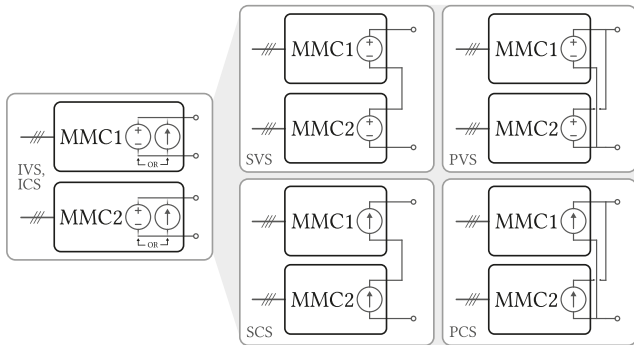 MMC1
+
−
OR
IVS,
ICS
MMC2
+
−
OR
MMC1
+
−
MMC2
+
−
SVS
MMC1
+
−
MMC2
+
−
PVS
MMC1
MMC2
SCS
MMC1
MMC2
PCS